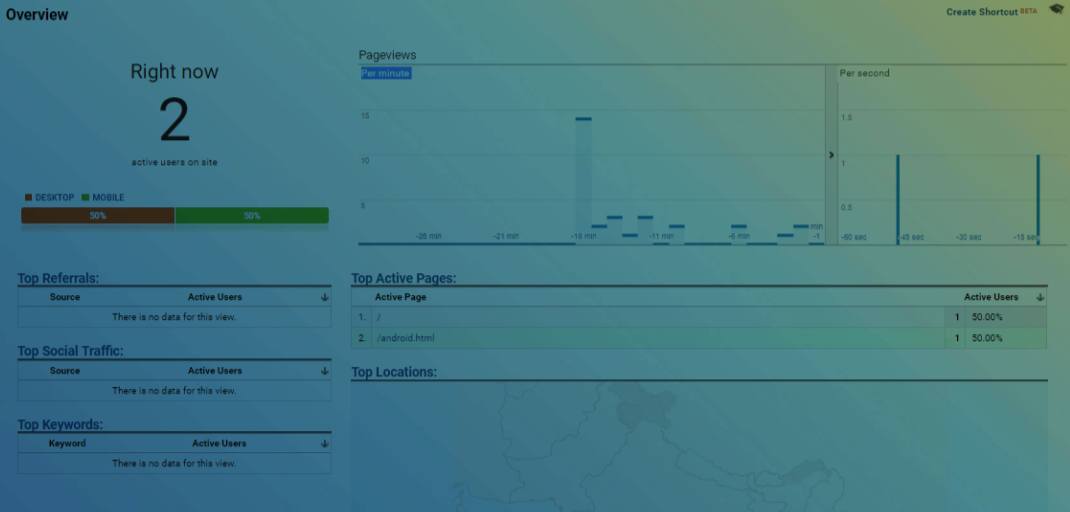 Overview
Create Shortcut BETA
Right now
2
active users on site
DESKTOP MOBILE
50% 50%
Pageviews
Per minute
15
10
5
-26 min -21 min -16 min -11 min -6 min min -1
Per second
1.5
1
0.5
-60 sec -45 sec -30 sec -15 sec
Top Referrals:
Source Active Users
There is no data for this view.
Top Social Traffic:
Source Active Users
There is no data for this view.
Top Keywords:
Keyword Active Users
There is no data for this view.
Top Active Pages:
Active Page Active Users
1. / 1 50.00%
2. /android.html 1 50.00%
Top Locations: